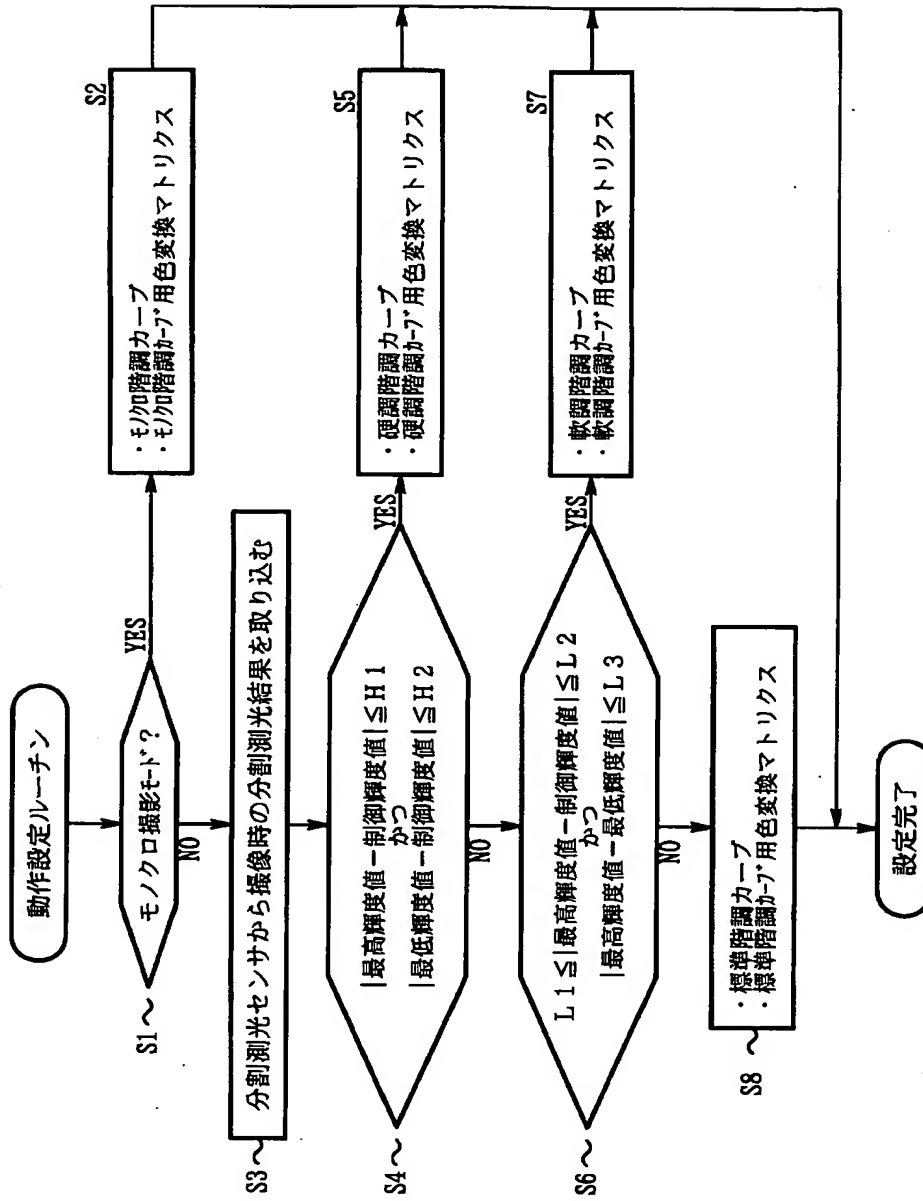 動作設定ルーチン
S1～
モノクロ撮影モード?
YES
NO
S2
・モノクロ階調カーブ
・モノクロ階調カーブ用色変換マトリクス
S3～
分割測光センサから撮像時の分割測光結果を取り込む
S4～
|最高輝度値－制御輝度値|≦H1
かつ
|最低輝度値－制御輝度値|≦H2
YES
NO
S5
・硬調階調カーブ
・硬調階調カーブ用色変換マトリクス
S6～
L1≦|最高輝度値－制御輝度値|≦L2
かつ
|最高輝度値－最低輝度値|≦L3
YES
NO
S7
・軟調階調カーブ
・軟調階調カーブ用色変換マトリクス
S8～
・標準階調カーブ
・標準階調カーブ用色変換マトリクス
設定完了